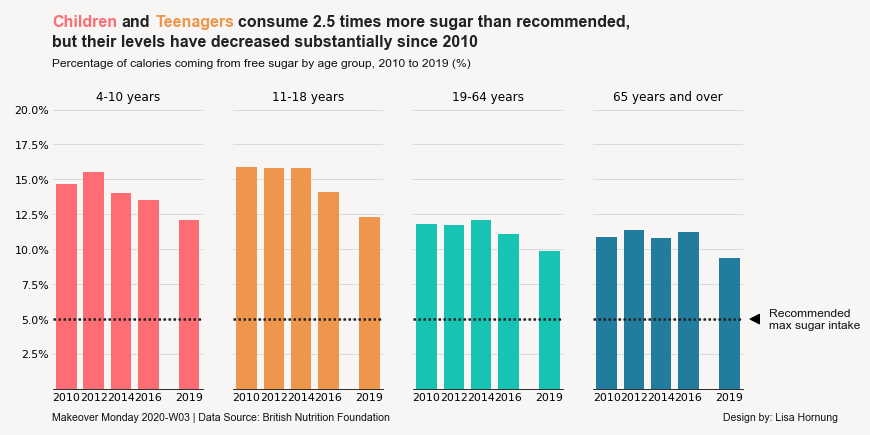 Children and Teenagers consume 2.5 times more sugar than recommended,
but their levels have decreased substantially since 2010
Percentage of calories coming from free sugar by age group, 2010 to 2019 (%)
4-10 years 11-18 years 19-64 years 65 years and over
20.0%
17.5%
15.0%
12.5%
10.0%
7.5%
5.0%
2.5%
Recommended
max sugar intake
2010 2012 2014 2016 2019 2010 2012 2014 2016 2019 2010 2012 2014 2016 2019 2010 2012 2014 2016 2019
Makeover Monday 2020-W03 | Data Source: British Nutrition Foundation Design by: Lisa Hornung